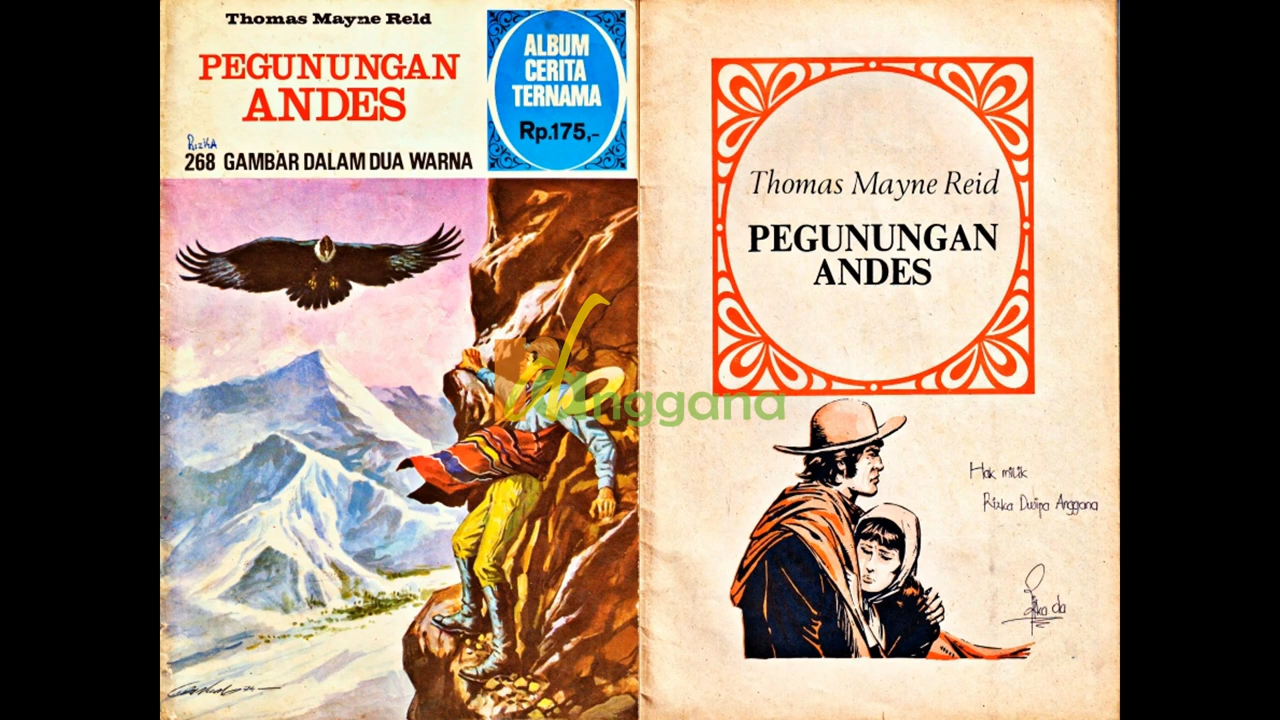 Thomas Mayne Reid
PEGUNUNGAN
ANDES
RizKA
268 GAMBAR DALAM DUA WARNA
ALBUM
CERITA
TERNAMA
Rp.175,-
Thomas Mayne Reid
PEGUNUNGAN
ANDES
Anggana
Hak milik
Rizka Dwipa Anggana